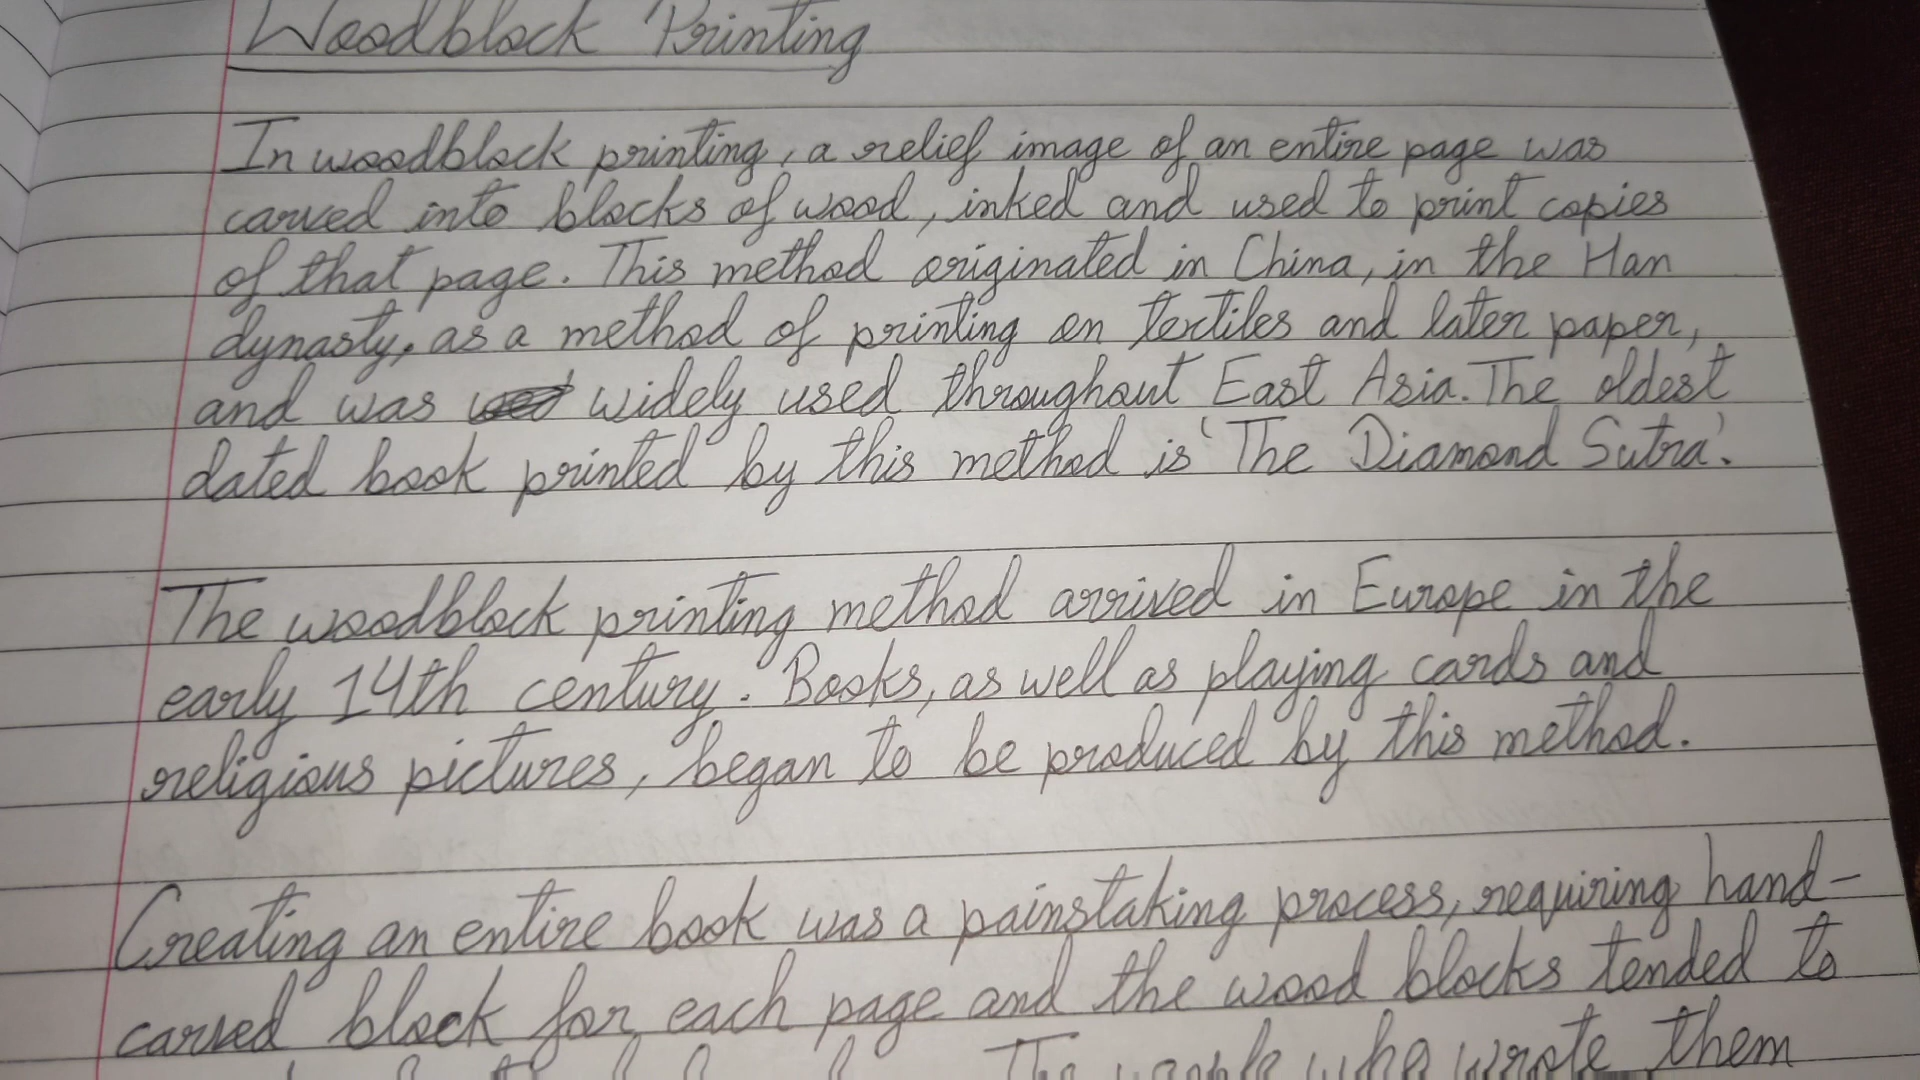 Woodblock Printing
In woodblock printing, a relief image of an entire page was
carved into blocks of wood, inked and used to print copies
of that page. This method originated in China, in the Han
dynasty, as a method of printing on textiles and later paper,
and was widely used throughout East Asia. The oldest
dated book printed by this method is 'The Diamond Sutra'.
The woodblock printing method arrived in Europe in the
early 14th century. Books, as well as playing cards and
religious pictures, began to be produced by this method.
Creating an entire book was a painstaking process, requiring hand-
carved block for each page and the wood blocks tended to
The people who wrote them